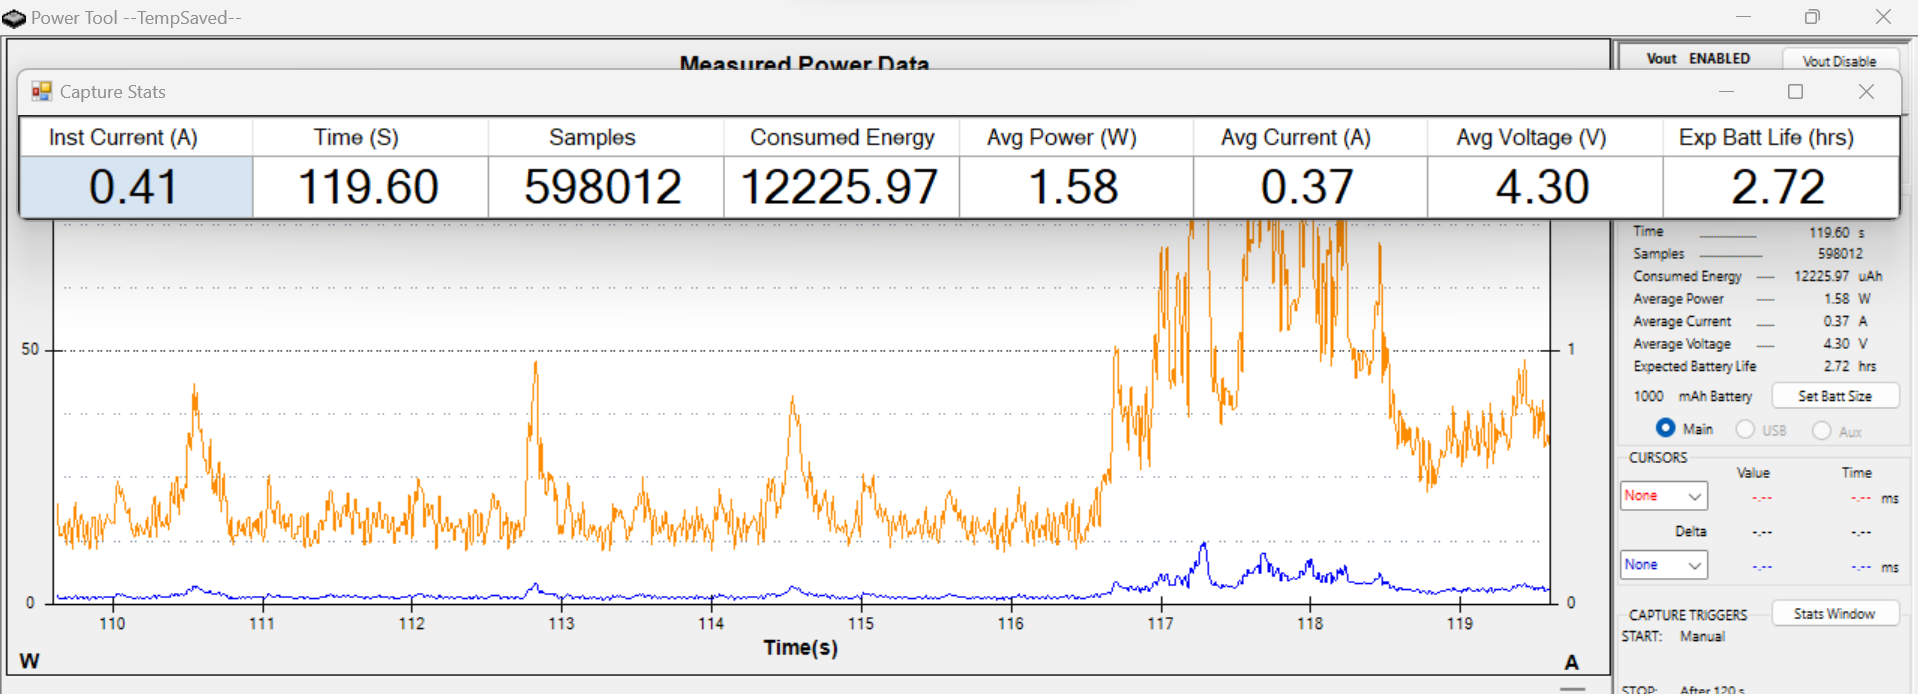 Power Tool --TempSaved--
Measured Power Data
Vout ENABLED
Vout Disable
Capture Stats
Inst Current (A) Time (S) Samples Consumed Energy Avg Power (W) Avg Current (A) Avg Voltage (V) Exp Batt Life (hrs)
0.41 119.60 598012 12225.97 1.58 0.37 4.30 2.72
50
0
110 111 112 113 114 115 116 117 118 119
Time(s)
W
1
0
A
Time 119.60 s
Samples 598012
Consumed Energy 12225.97 uAh
Average Power 1.58 W
Average Current 0.37 A
Average Voltage 4.30 V
Expected Battery Life 2.72 hrs
1000 mAh Battery Set Batt Size
Main USB Aux
CURSORS
Value Time
None -.-- -.-- ms
Delta -.-- -.--
None -.-- -.-- ms
CAPTURE TRIGGERS Stats Window
START: Manual
STOP: After 120 s